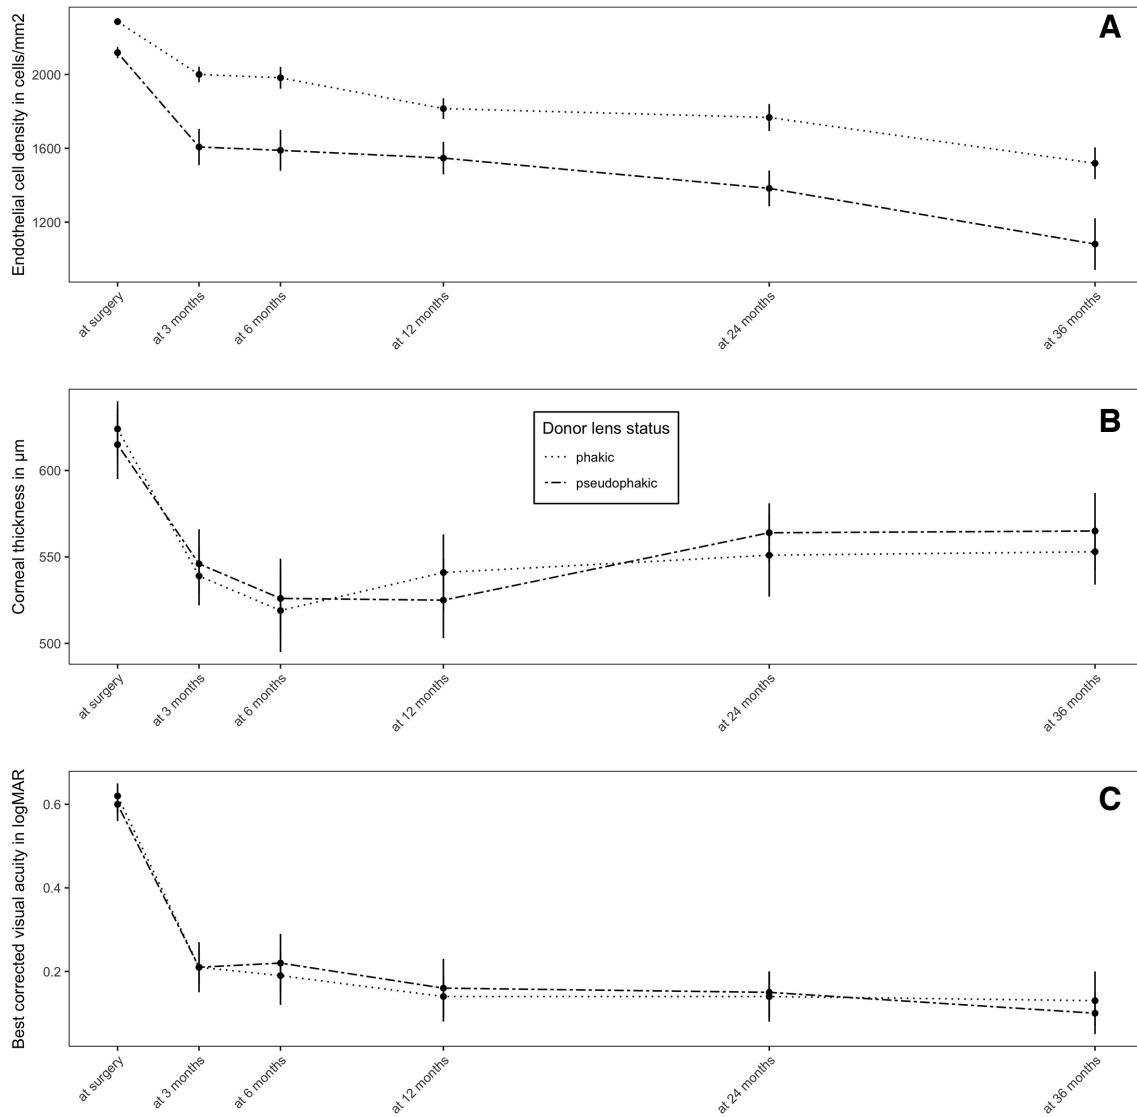 A
Endothelial cell density in cells/mm2
2000
1600
1200
at surgery
at 3 months
at 6 months
at 12 months
at 24 months
at 36 months
B
Corneal thickness in µm
600
550
500
Donor lens status
phakic
pseudophakic
at surgery
at 3 months
at 6 months
at 12 months
at 24 months
at 36 months
C
Best corrected visual acuity in logMAR
0.6
0.4
0.2
at surgery
at 3 months
at 6 months
at 12 months
at 24 months
at 36 months